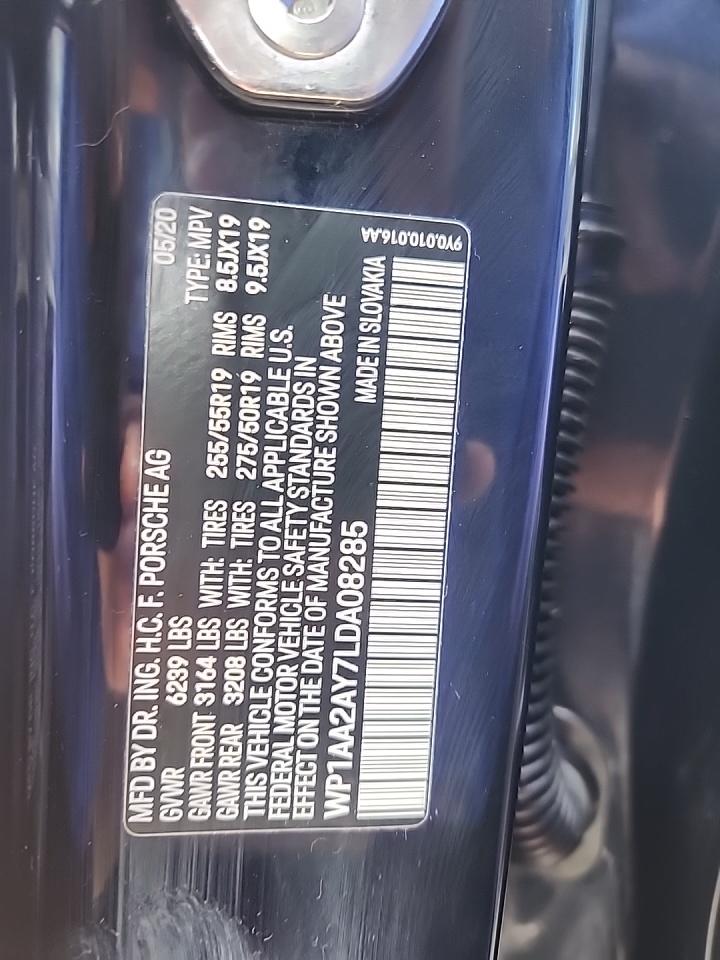 MFD BY DR. ING. H.C. F. PORSCHE AG 05/20
GVWR 6239 LBS TYPE: MPV
GAWR FRONT 3164 LBS WITH: TIRES 255/55R19 RIMS 8.5JX19
GAWR REAR 3208 LBS WITH: TIRES 275/50R19 RIMS 9.5JX19
THIS VEHICLE CONFORMS TO ALL APPLICABLE U.S.
FEDERAL MOTOR VEHICLE SAFETY STANDARDS IN
EFFECT ON THE DATE OF MANUFACTURE SHOWN ABOVE
WP1AA2AY7LDA08285 MADE IN SLOVAKIA
9Y0.010.016.AA